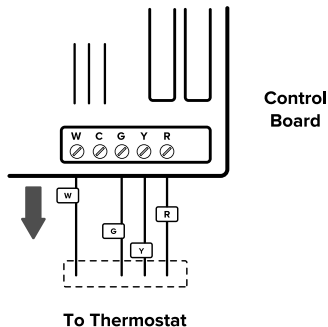 Control
Board
W C G Y R
W
R
G
Y
To Thermostat